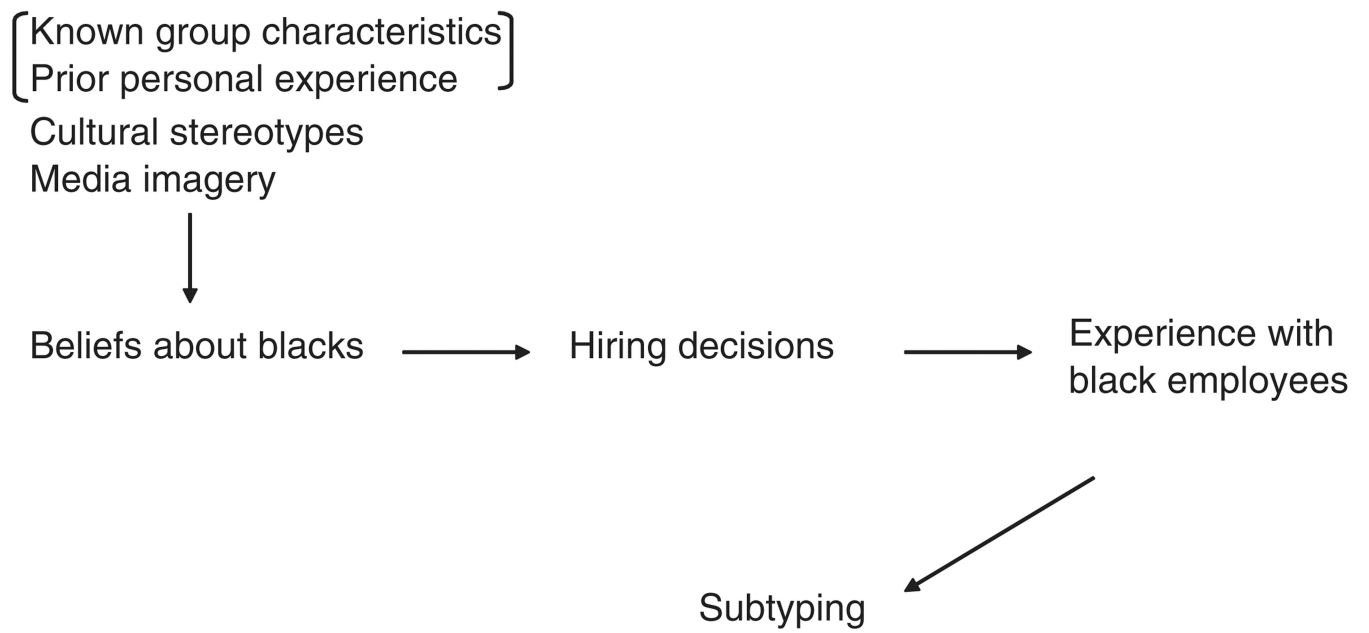 Known group characteristics
Prior personal experience
Cultural stereotypes
Media imagery
Beliefs about blacks
Hiring decisions
Experience with
black employees
Subtyping